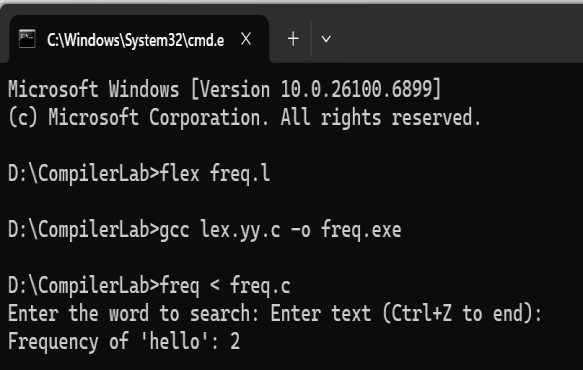 C:\Windows\System32\cmd.e
Microsoft Windows [Version 10.0.26100.6899]
(c) Microsoft Corporation. All rights reserved.
D:\CompilerLab>flex freq.l
D:\CompilerLab>gcc lex.yy.c -o freq.exe
D:\CompilerLab>freq < freq.c
Enter the word to search: Enter text (Ctrl+Z to end):
Frequency of 'hello': 2